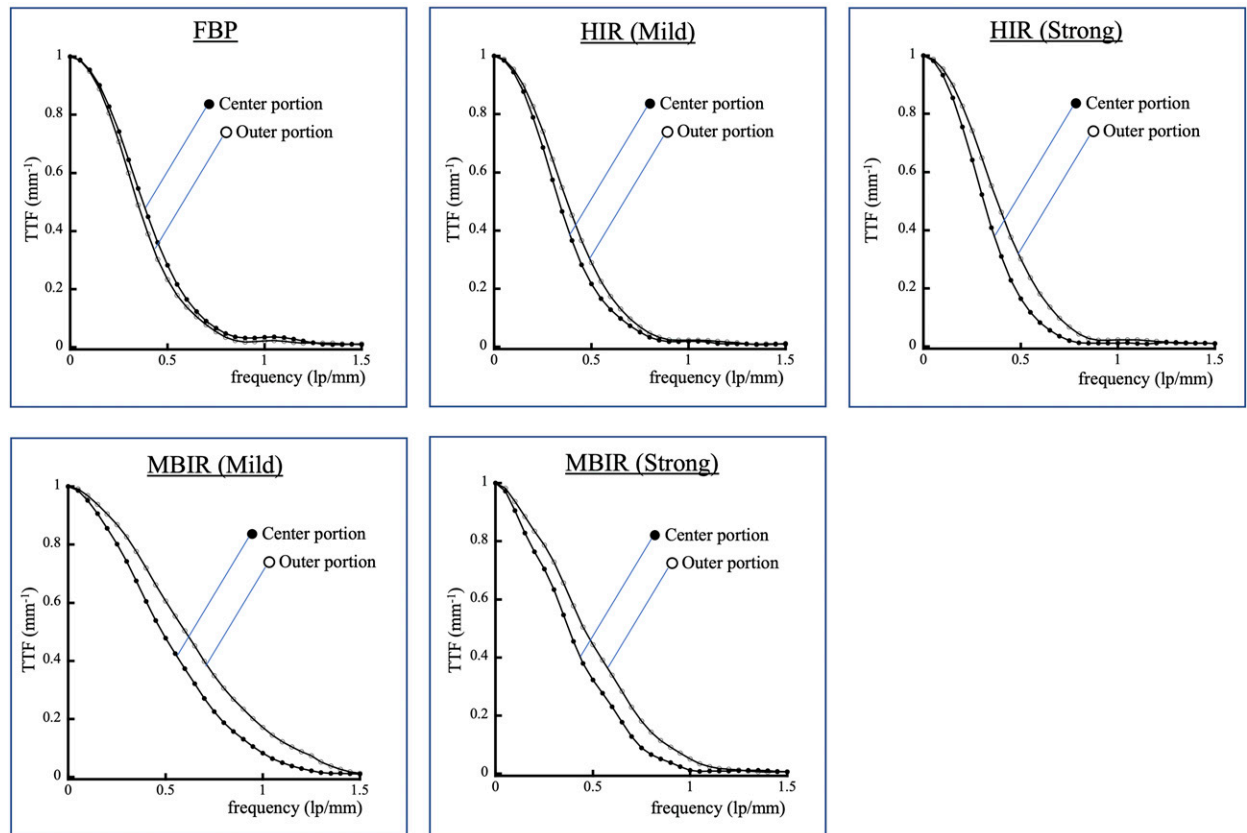 FBP
1
0.8
0.6
0.4
0.2
0
TTF (mm⁻¹)
Center portion
Outer portion
0 0.5 1 1.5
frequency (lp/mm)
HIR (Mild)
1
0.8
0.6
0.4
0.2
0
TTF (mm⁻¹)
Center portion
Outer portion
0 0.5 1 1.5
frequency (lp/mm)
HIR (Strong)
1
0.8
0.6
0.4
0.2
0
TTF (mm⁻¹)
Center portion
Outer portion
0 0.5 1 1.5
frequency (lp/mm)
MBIR (Mild)
1
0.8
0.6
0.4
0.2
0
TTF (mm⁻¹)
Center portion
Outer portion
0 0.5 1 1.5
frequency (lp/mm)
MBIR (Strong)
1
0.8
0.6
0.4
0.2
0
TTF (mm⁻¹)
Center portion
Outer portion
0 0.5 1 1.5
frequency (lp/mm)